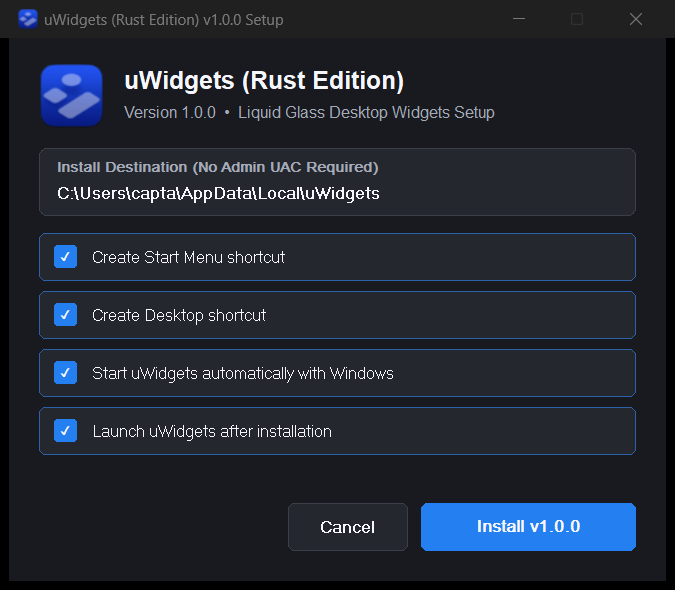 uWidgets (Rust Edition) v1.0.0 Setup
uWidgets (Rust Edition)
Version 1.0.0 • Liquid Glass Desktop Widgets Setup
Install Destination (No Admin UAC Required)
C:\Users\capta\AppData\Local\uWidgets
Create Start Menu shortcut
Create Desktop shortcut
Start uWidgets automatically with Windows
Launch uWidgets after installation
Cancel
Install v1.0.0